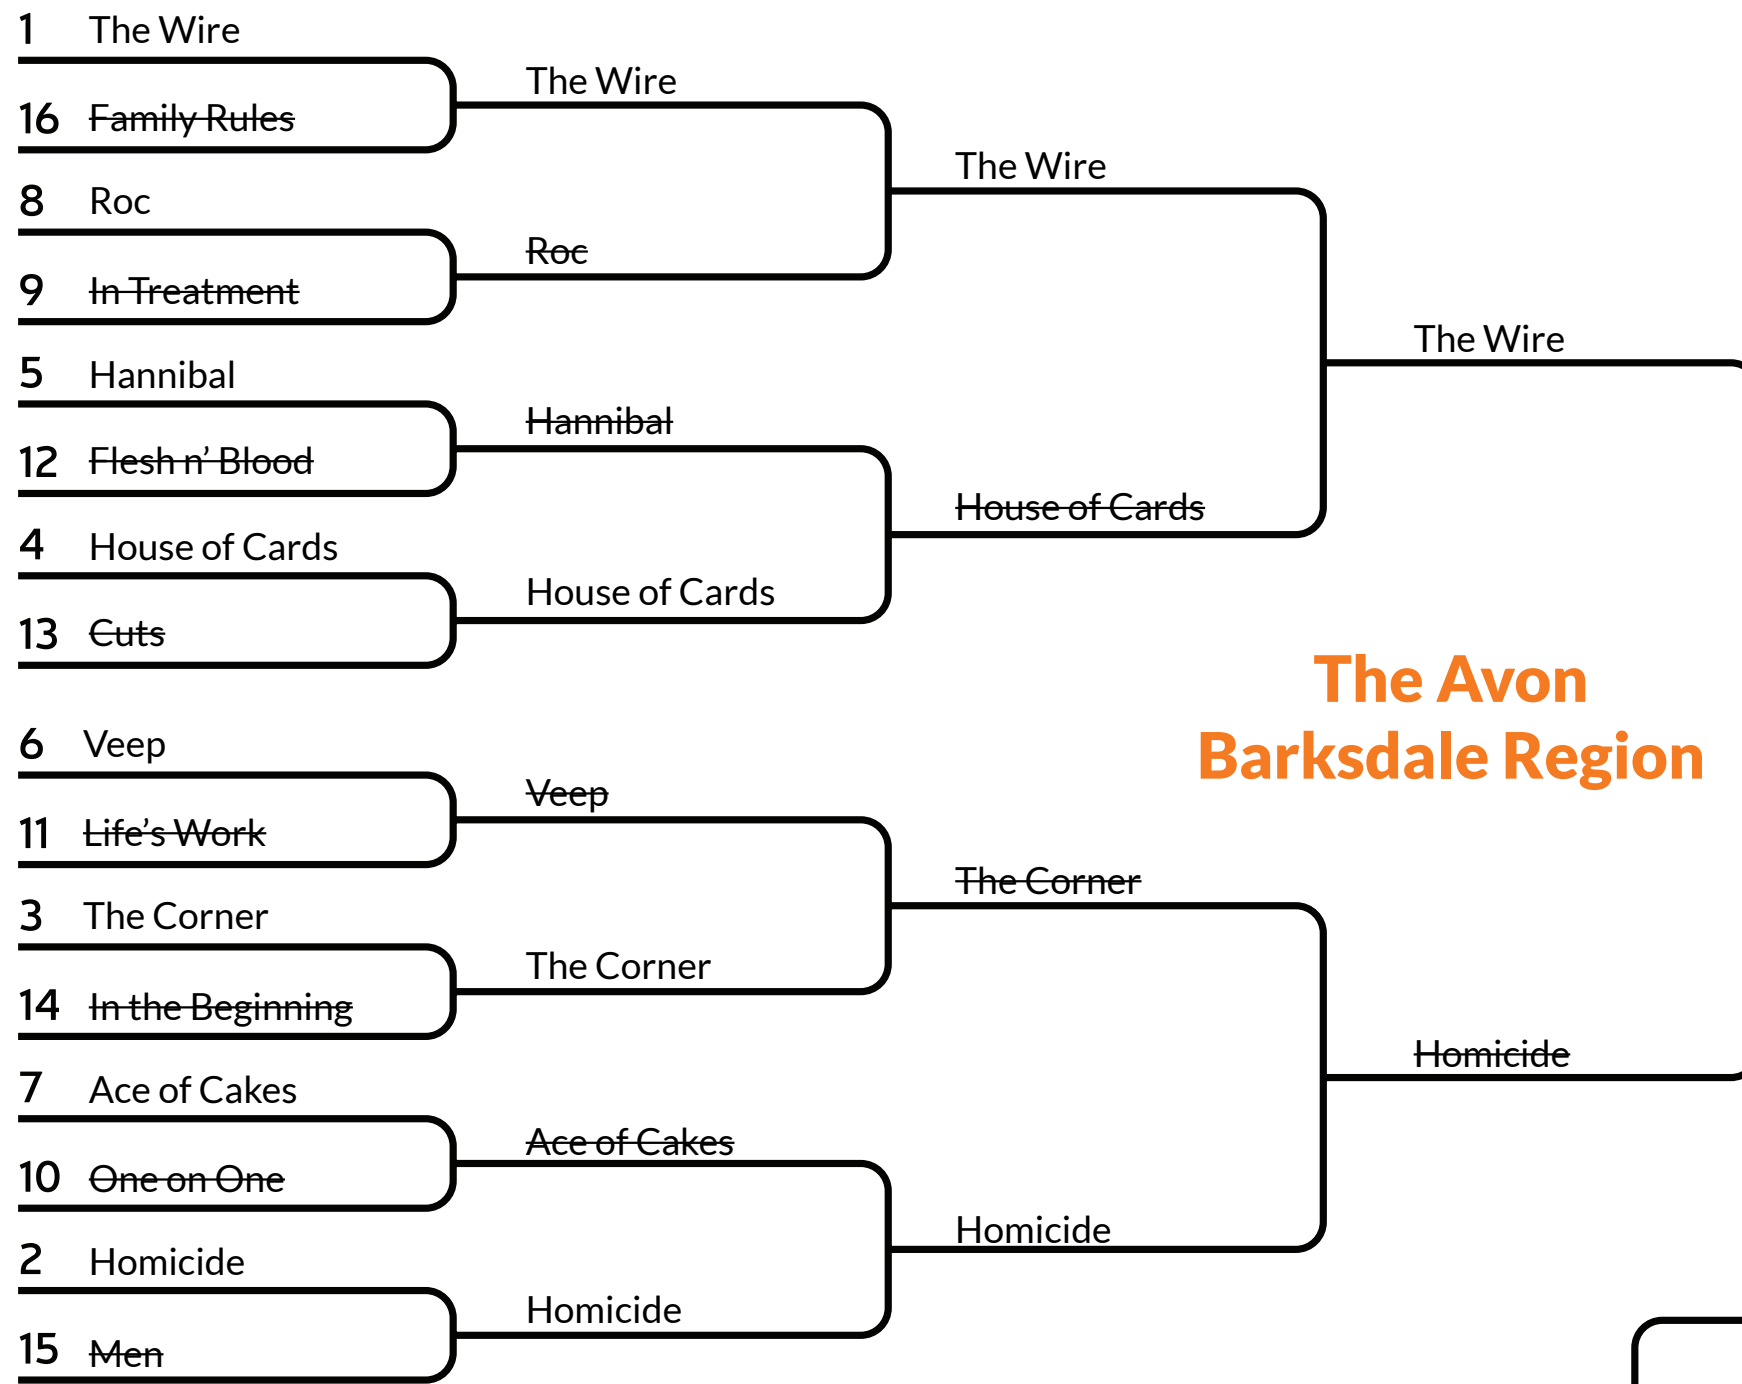 1 The Wire
16 Family Rules
8 Roc
9 In Treatment
5 Hannibal
12 Flesh n’ Blood
4 House of Cards
13 Cuts
6 Veep
11 Life’s Work
3 The Corner
14 In the Beginning
7 Ace of Cakes
10 One on One
2 Homicide
15 Men
The Wire
Roc
Hannibal
House of Cards
Veep
The Corner
Ace of Cakes
Homicide
The Wire
House of Cards
The Corner
Homicide
The Wire
Homicide
The Avon
Barksdale Region